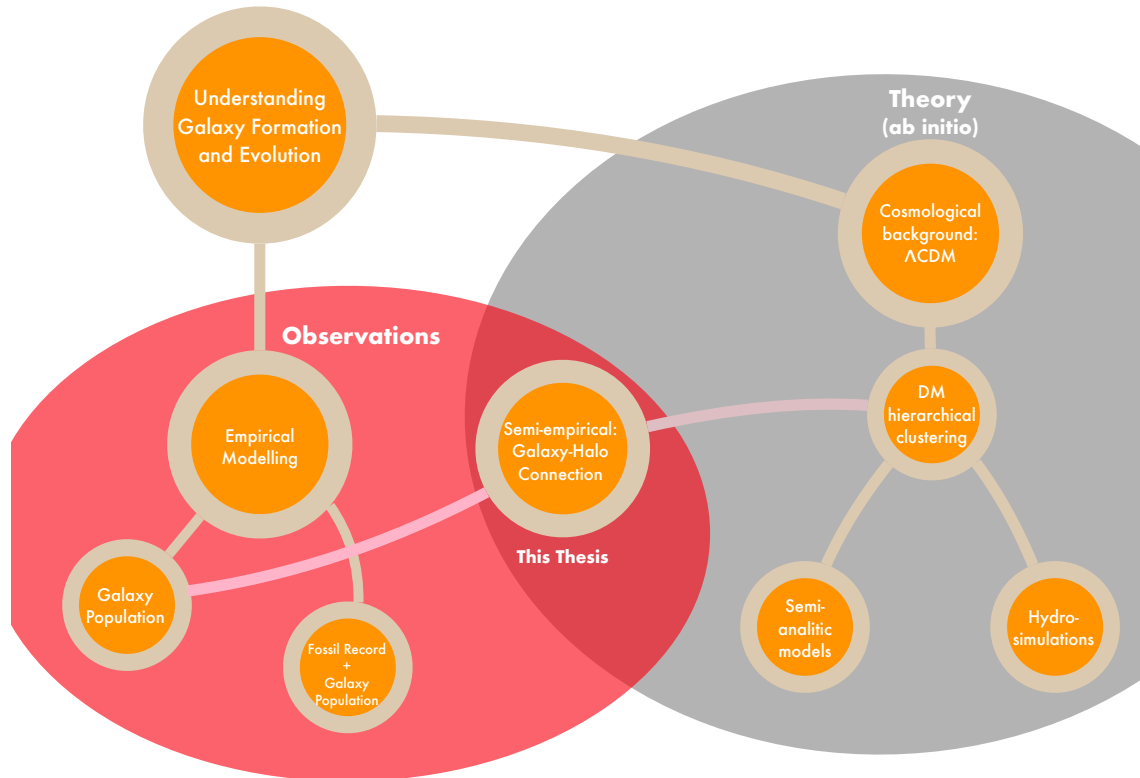 Understanding
Galaxy Formation
and Evolution
Theory
(ab initio)
Cosmological
background:
ΛCDM
Observations
Empirical
Modelling
Semi-empirical:
Galaxy-Halo
Connection
This Thesis
DM
hierarchical
clustering
Galaxy
Population
Fossil Record
+
Galaxy
Population
Semi-
analitic
models
Hydro-
simulations